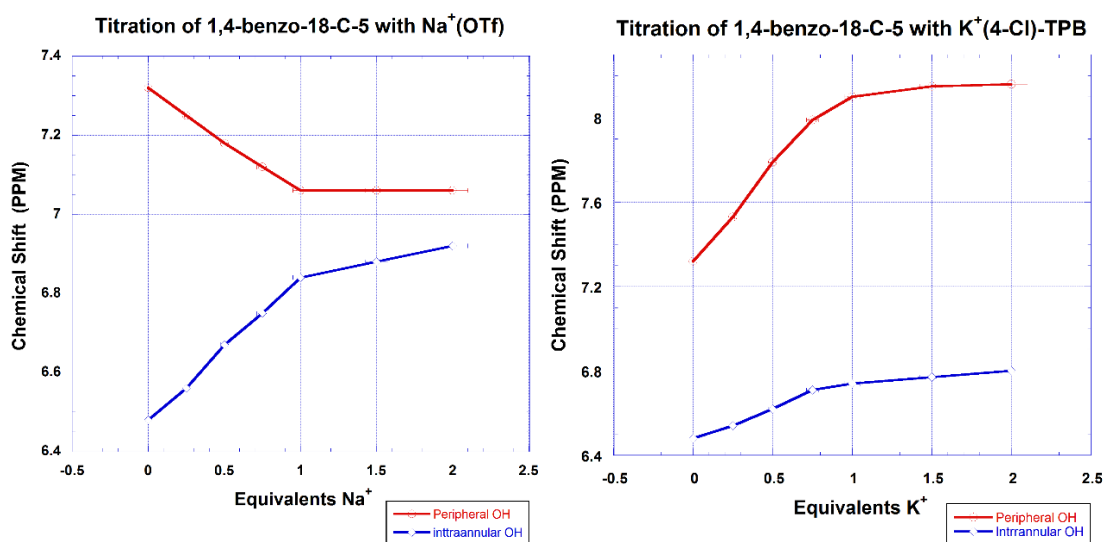 Titration of 1,4-benzo-18-C-5 with Na⁺(OTf)
7.4
7.2
7
6.8
6.6
6.4
Chemical Shift (PPM)
-0.5
0
0.5
1
1.5
2
2.5
Equivalents Na⁺
Peripheral OH
inttraannular OH
Titration of 1,4-benzo-18-C-5 with K⁺(4-Cl)-TPB
8
7.6
7.2
6.8
6.4
Chemical Shift (PPM)
-0.5
0
0.5
1
1.5
2
2.5
Equivalents K⁺
Peripheral OH
Intrrannular OH